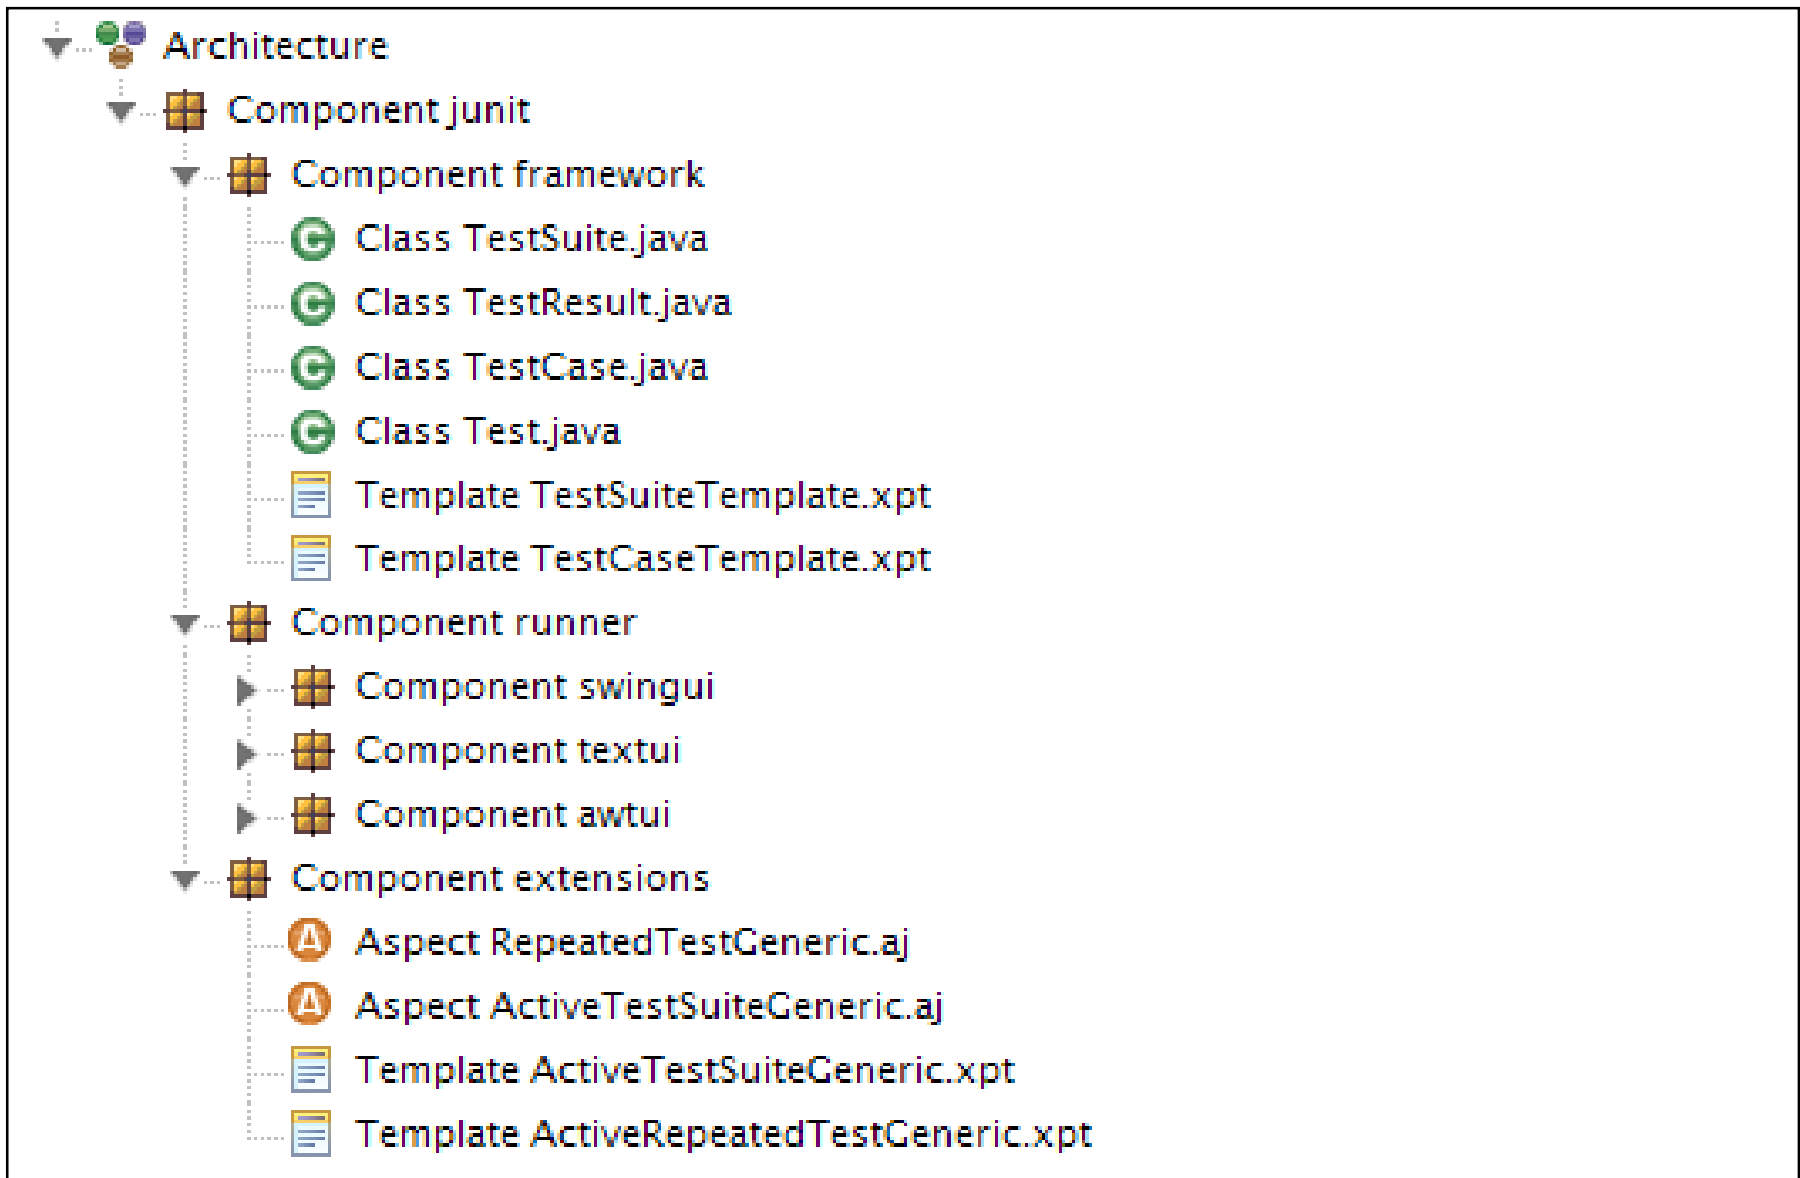 Architecture
Component junit
Component framework
Class TestSuite.java
Class TestResult.java
Class TestCase.java
Class Test.java
Template TestSuiteTemplate.xpt
Template TestCaseTemplate.xpt
Component runner
Component swingui
Component textui
Component awtui
Component extensions
Aspect RepeatedTestGeneric.aj
Aspect ActiveTestSuiteGeneric.aj
Template ActiveTestSuiteGeneric.xpt
Template ActiveRepeatedTestGeneric.xpt